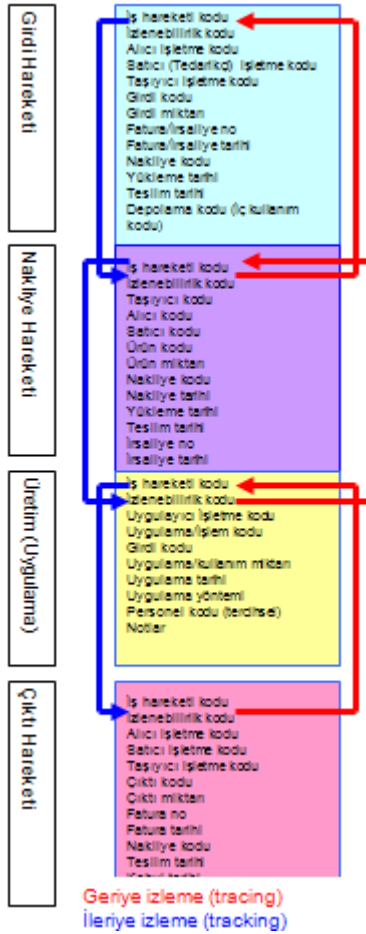 Girdi Hareketi
İş hareketi kodu
İzlenebilirlik kodu
Alıcı işletme kodu
Satıcı (Tedarikçi) işletme kodu
Taşıyıcı işletme kodu
Girdi kodu
Girdi miktarı
Fatura/İrsaliye no
Fatura/İrsaliye tarihi
Nakliye kodu
Yükleme tarihi
Teslim tarihi
Depolama kodu (iç kullanım
kodu)
Nakliye Hareketi
İş hareketi kodu
İzlenebilirlik kodu
Taşıyıcı kodu
Alıcı kodu
Satıcı kodu
Ürün kodu
Ürün miktarı
Nakliye kodu
Nakliye tarihi
Yükleme tarihi
Teslim tarihi
İrsaliye no
İrsaliye tarihi
Üretim (Uygulama)
İş hareketi kodu
İzlenebilirlik kodu
Uygulayıcı işletme kodu
Uygulama/İşlem kodu
Girdi kodu
Uygulama/kullanım miktarı
Uygulama tarihi
Uygulama yöntemi
Personel kodu (tercihsel)
Notlar
Çıktı Hareketi
İş hareketi kodu
İzlenebilirlik kodu
Alıcı işletme kodu
Satıcı işletme kodu
Taşıyıcı işletme kodu
Çıktı kodu
Çıktı miktarı
Fatura no
Fatura tarihi
Nakliye kodu
Teslim tarihi
Geriye izleme (tracing)
İleriye izleme (tracking)